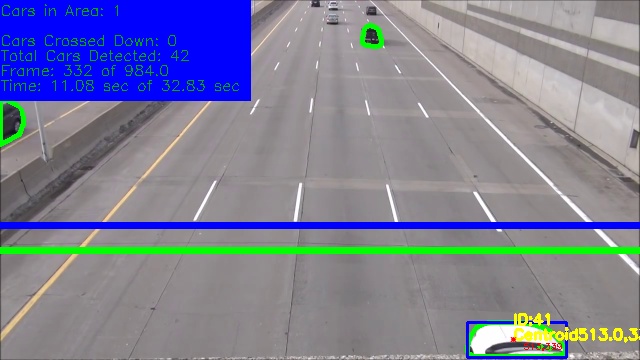 Cars in Area: 1
Cars Crossed Down: 0
Total Cars Detected: 42
Frame: 332 of 984.0
Time: 11.08 sec of 32.83 sec
ID:41
Centroid513.0,3